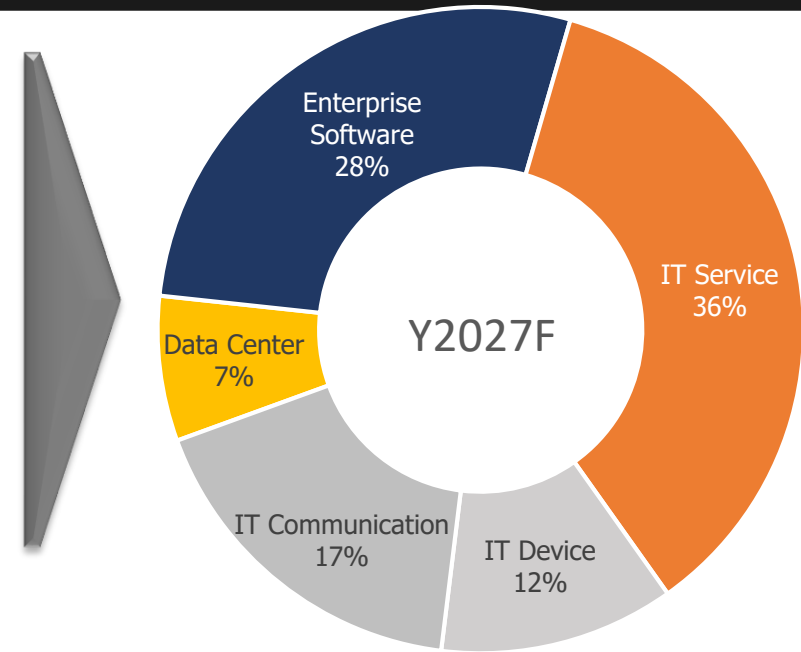 Enterprise
Software
28%
IT Service
36%
Y2027F
Data Center
7%
IT Communication
17%
IT Device
12%